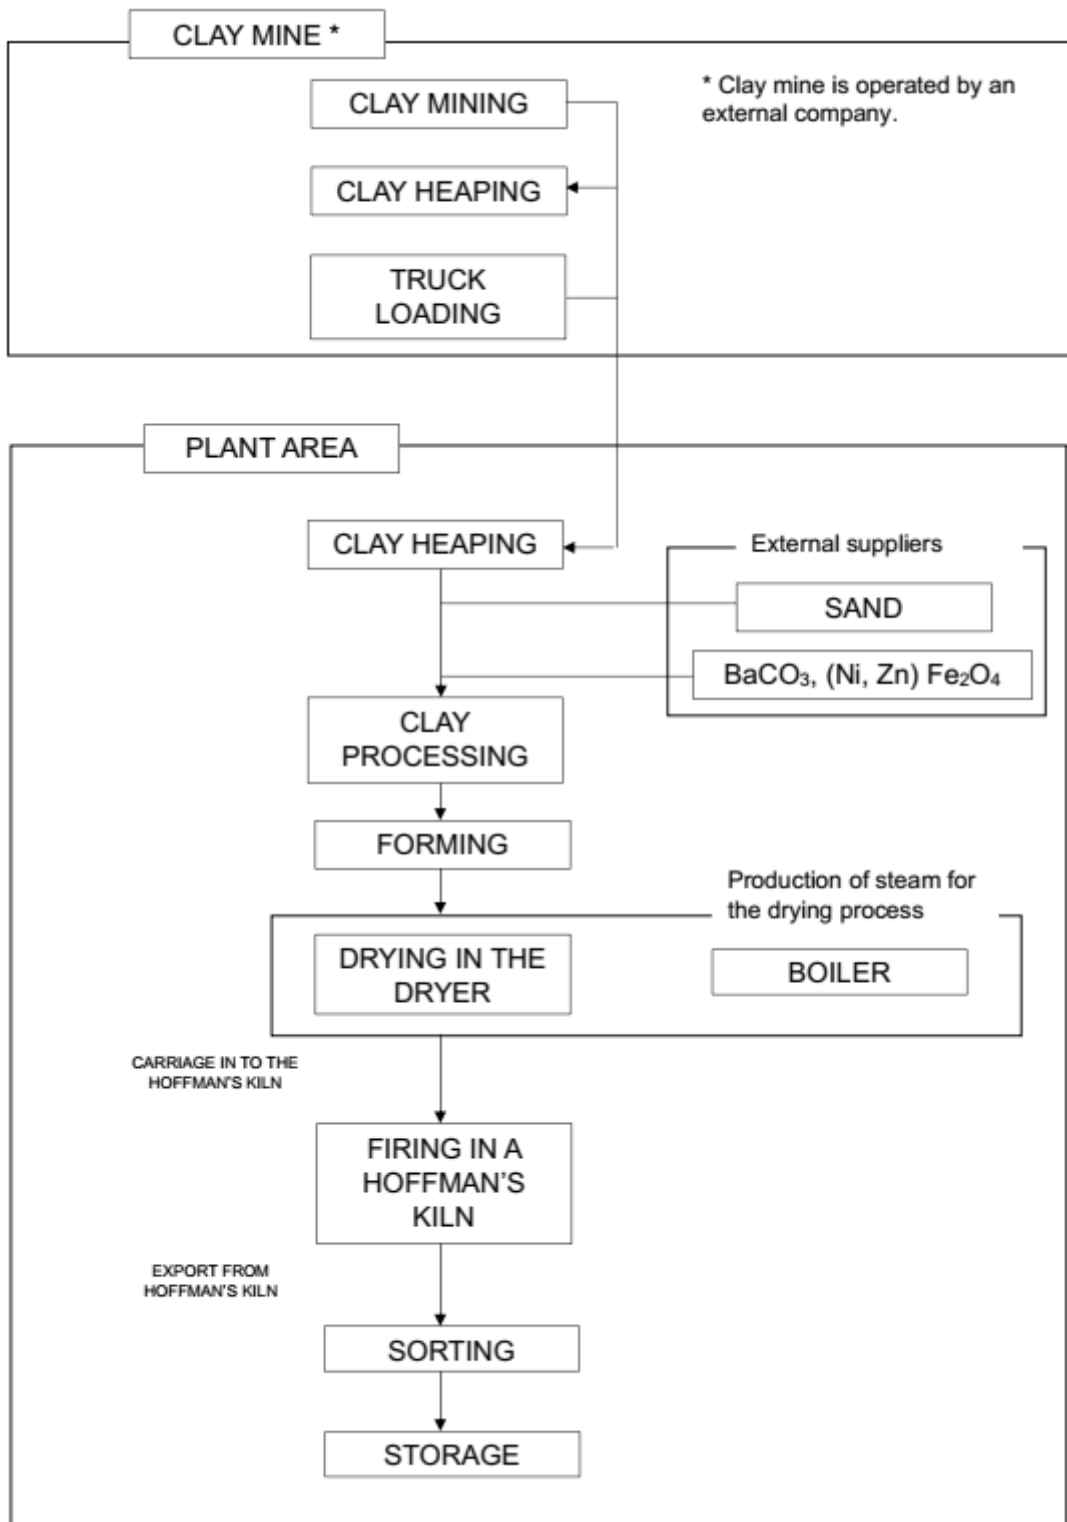 CLAY MINE *
* Clay mine is operated by an
external company.
CLAY MINING
CLAY HEAPING
TRUCK
LOADING
PLANT AREA
CLAY HEAPING
External suppliers
SAND
BaCO₃, (Ni, Zn) Fe₂O₄
CLAY
PROCESSING
FORMING
Production of steam for
the drying process
DRYING IN THE
DRYER
BOILER
CARRIAGE IN TO THE
HOFFMAN'S KILN
FIRING IN A
HOFFMAN'S
KILN
EXPORT FROM
HOFFMAN'S KILN
SORTING
STORAGE